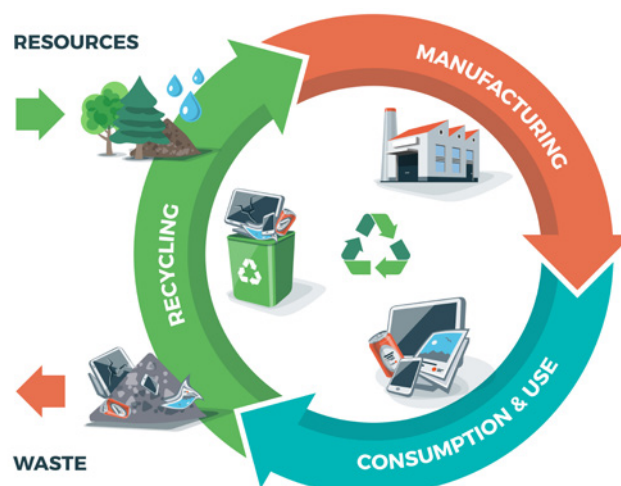 RESOURCES
MANUFACTURING
RECYCLING
CONSUMPTION & USE
WASTE